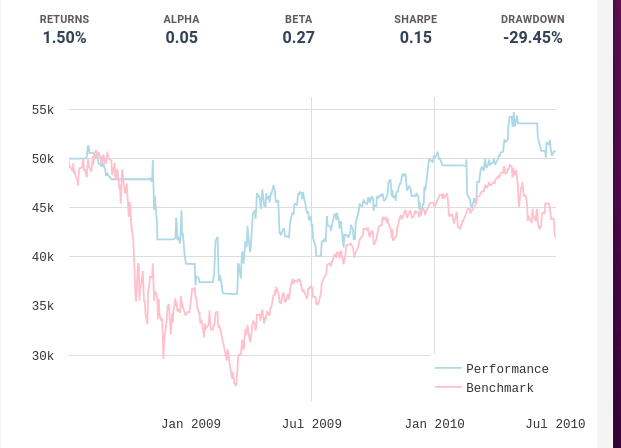 RETURNS ALPHA BETA SHARPE DRAWDOWN
1.50% 0.05 0.27 0.15 -29.45%
55k
50k
45k
40k
35k
30k
Performance
Benchmark
Jan 2009 Jul 2009 Jan 2010 Jul 2010